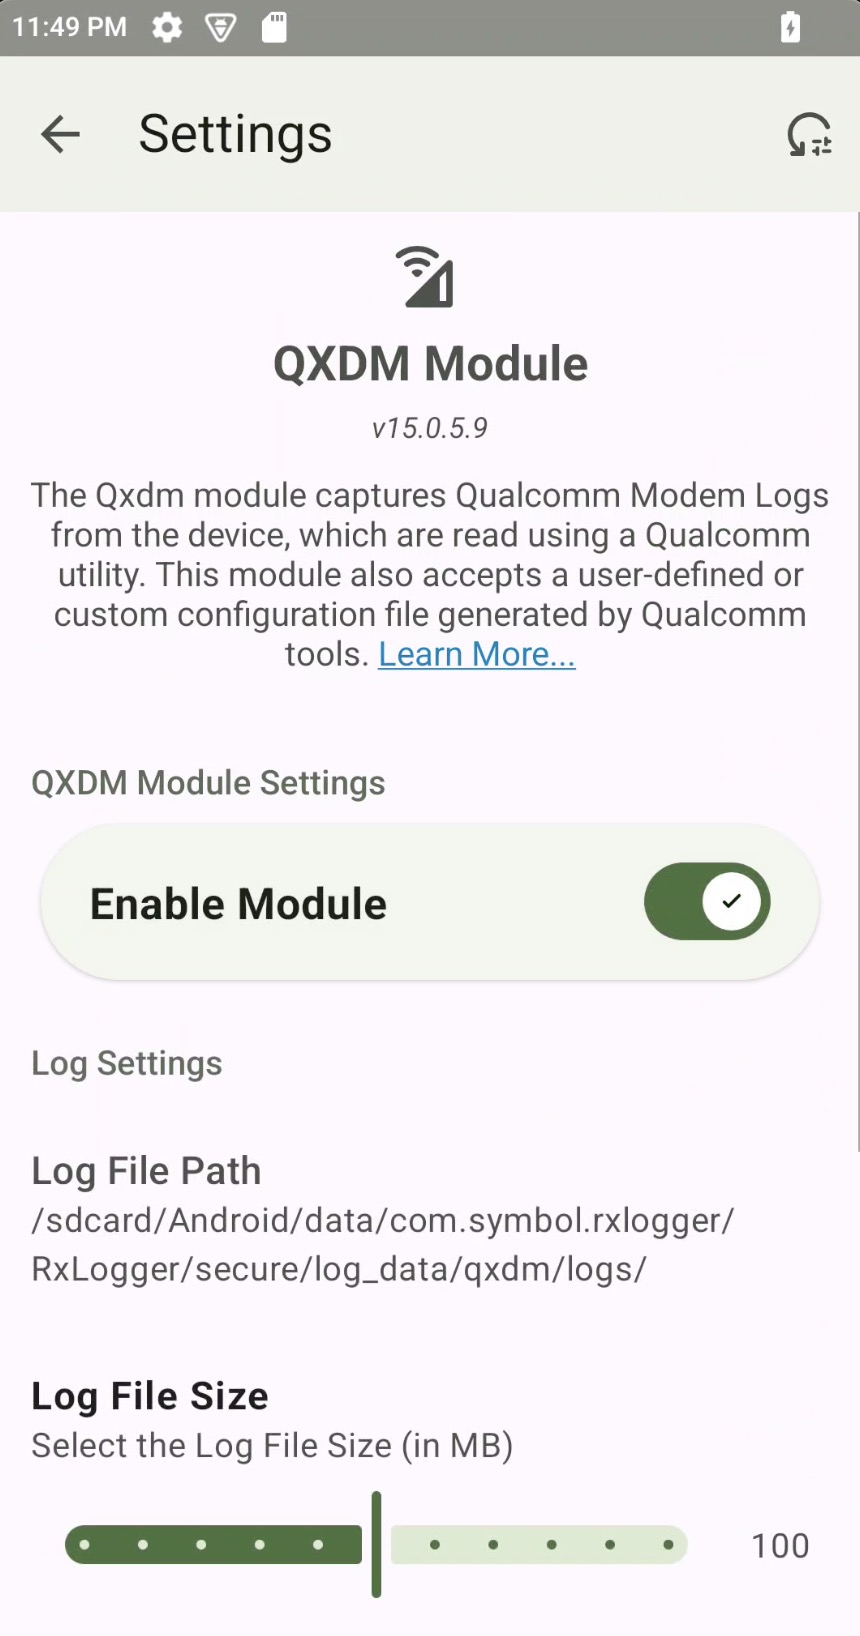 11:49 PM
Settings
QXDM Module
v15.0.5.9
The Qxdm module captures Qualcomm Modem Logs
from the device, which are read using a Qualcomm
utility. This module also accepts a user-defined or
custom configuration file generated by Qualcomm
tools. Learn More...
QXDM Module Settings
Enable Module
Log Settings
Log File Path
/sdcard/Android/data/com.symbol.rxlogger/
RxLogger/secure/log_data/qxdm/logs/
Log File Size
Select the Log File Size (in MB)
100